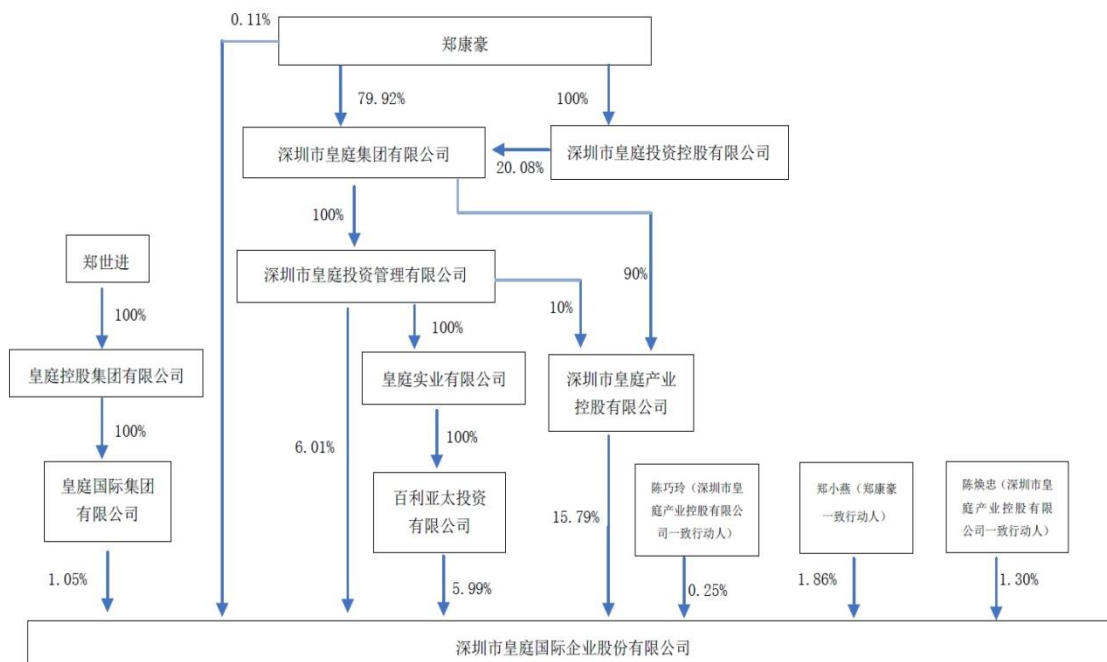 0.11%
郑康豪
79.92%
100%
深圳市皇庭集团有限公司
20.08%
深圳市皇庭投资控股有限公司
100%
郑世进
深圳市皇庭投资管理有限公司
10%
90%
100%
100%
皇庭控股集团有限公司
皇庭实业有限公司
深圳市皇庭产业
控股有限公司
100%
6.01%
100%
皇庭国际集团
有限公司
百利亚太投资
有限公司
15.79%
陈巧玲（深圳市皇
庭产业控股有限公
司一致行动人）
郑小燕（郑康豪
一致行动人）
陈焕忠（深圳市皇
庭产业控股有限
公司一致行动人）
1.05%
5.99%
0.25%
1.86%
1.30%
深圳市皇庭国际企业股份有限公司